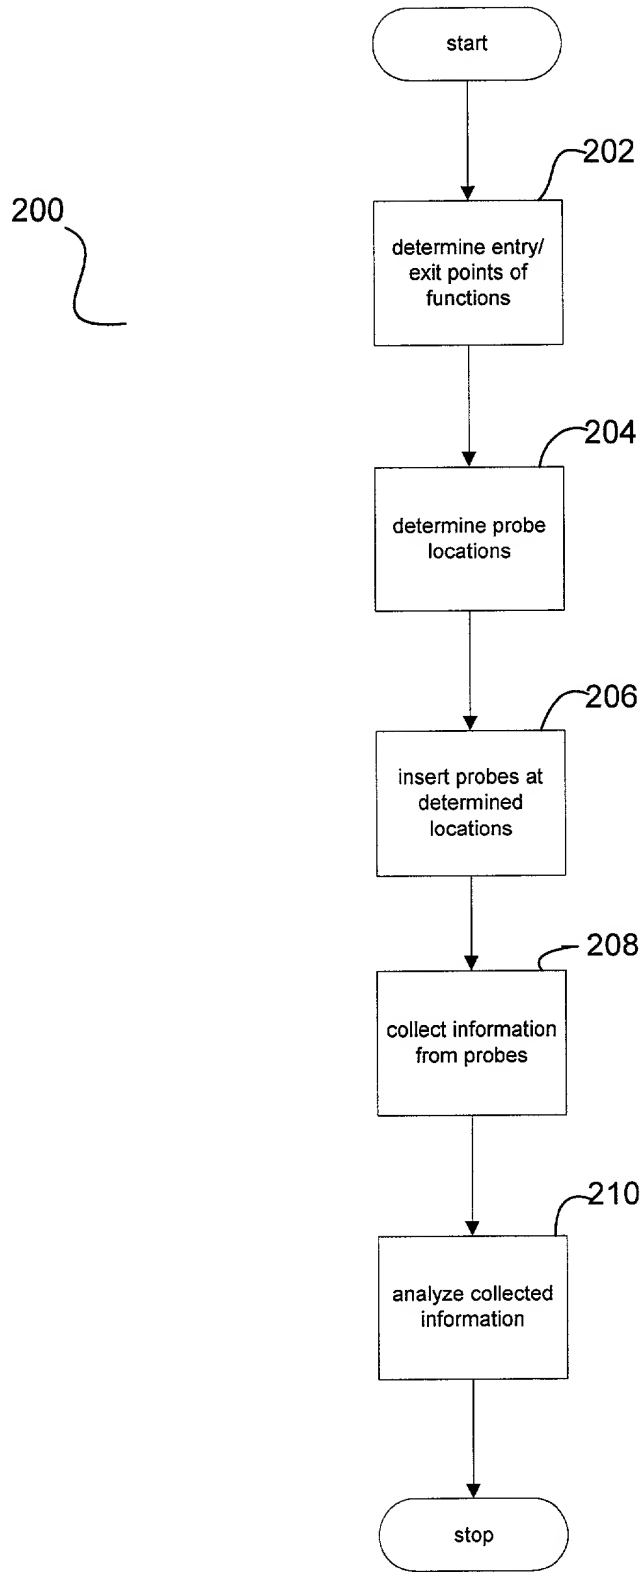 start
202
200
determine entry/
exit points of
functions
204
determine probe
locations
206
insert probes at
determined
locations
208
collect information
from probes
210
analyze collected
information
stop